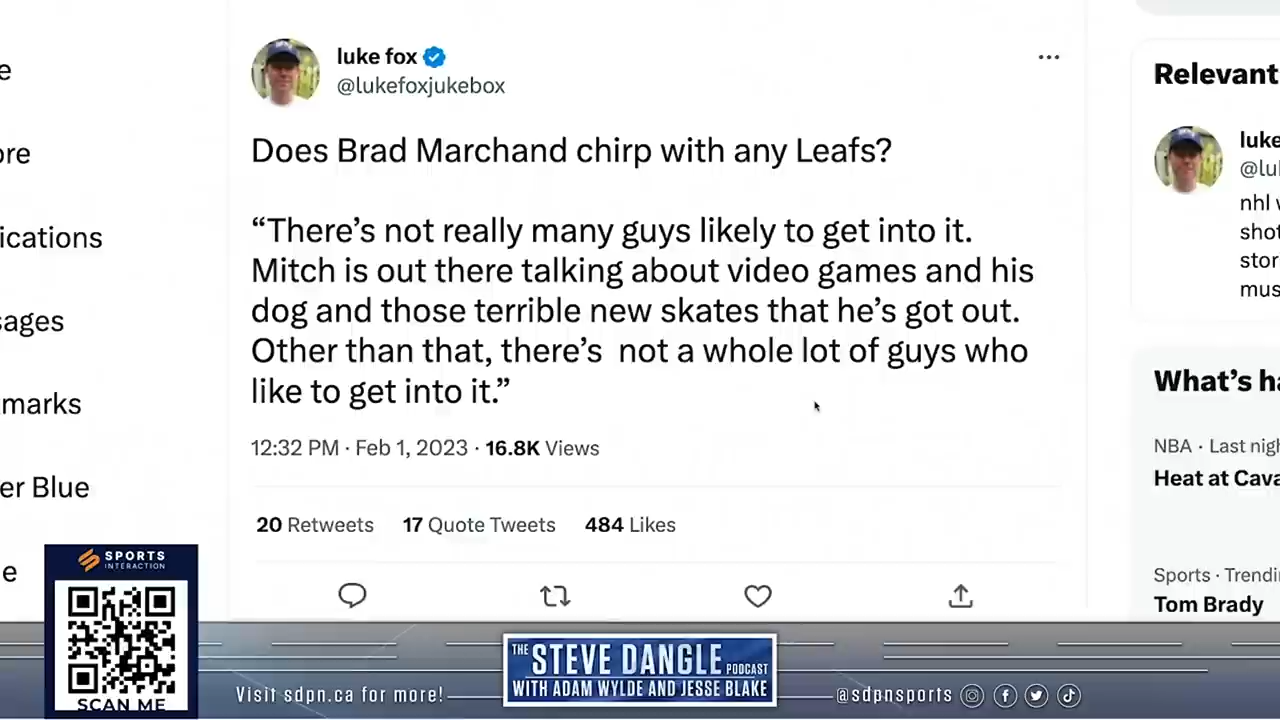 luke fox
@lukefoxjukebox
Does Brad Marchand chirp with any Leafs?
“There’s not really many guys likely to get into it.
Mitch is out there talking about video games and his
dog and those terrible new skates that he’s got out.
Other than that, there’s  not a whole lot of guys who
like to get into it.”
12:32 PM · Feb 1, 2023 · 16.8K Views
20 Retweets 17 Quote Tweets 484 Likes
e
ore
ications
sages
marks
er Blue
e
Relevant
luke
@lu
nhl w
shot
stor
mus
What’s ha
NBA · Last nigh
Heat at Cava
Sports · Trendi
Tom Brady
SPORTS
INTERACTION
SCAN ME
Visit sdpn.ca for more!
THE STEVE DANGLE PODCAST
WITH ADAM WYLDE AND JESSE BLAKE
@sdpnsports